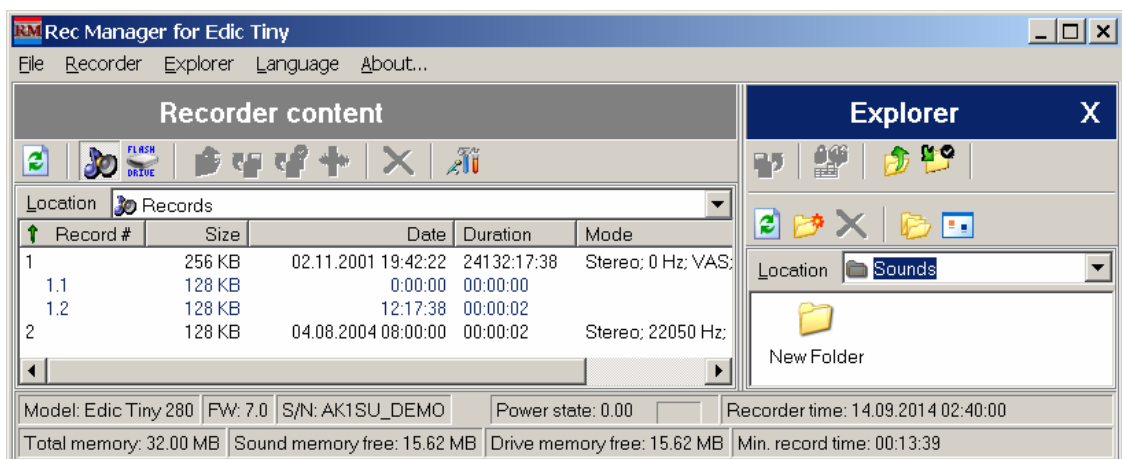 RM Rec Manager for Edic Tiny
File Recorder Explorer Language About...
Recorder content
FLASH
DRIVE
Location Records
Record # Size Date Duration Mode
1 256 KB 02.11.2001 19:42:22 24132:17:38 Stereo; 0 Hz; VAS;
1.1 128 KB 0:00:00 00:00:00
1.2 128 KB 12:17:38 00:00:02
2 128 KB 04.08.2004 08:00:00 00:00:02 Stereo; 22050 Hz;
Explorer X
Location Sounds
New Folder
Model: Edic Tiny 280 FW: 7.0 S/N: AK1SU_DEMO Power state: 0.00 Recorder time: 14.09.2014 02:40:00
Total memory: 32.00 MB Sound memory free: 15.62 MB Drive memory free: 15.62 MB Min. record time: 00:13:39